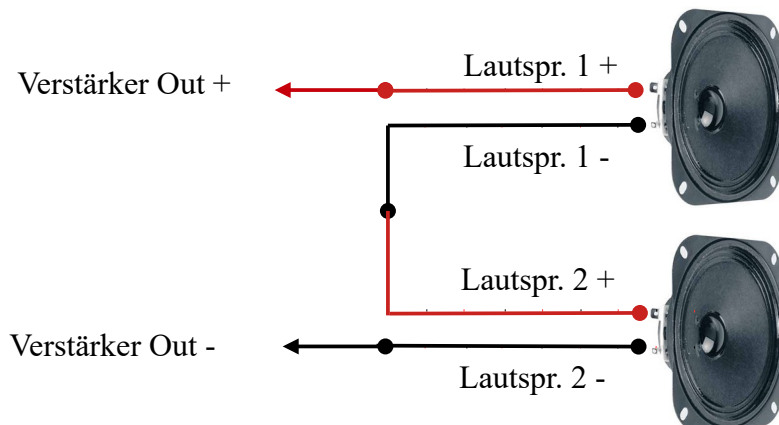 Lautspr. 1 +
Verstärker Out +
Lautspr. 1 -
Lautspr. 2 +
Verstärker Out -
Lautspr. 2 -